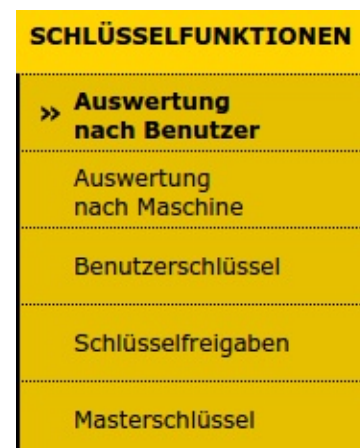 SCHLÜSSELFUNKTIONEN
» Auswertung
nach Benutzer
Auswertung
nach Maschine
Benutzerschlüssel
Schlüsselfreigaben
Masterschlüssel